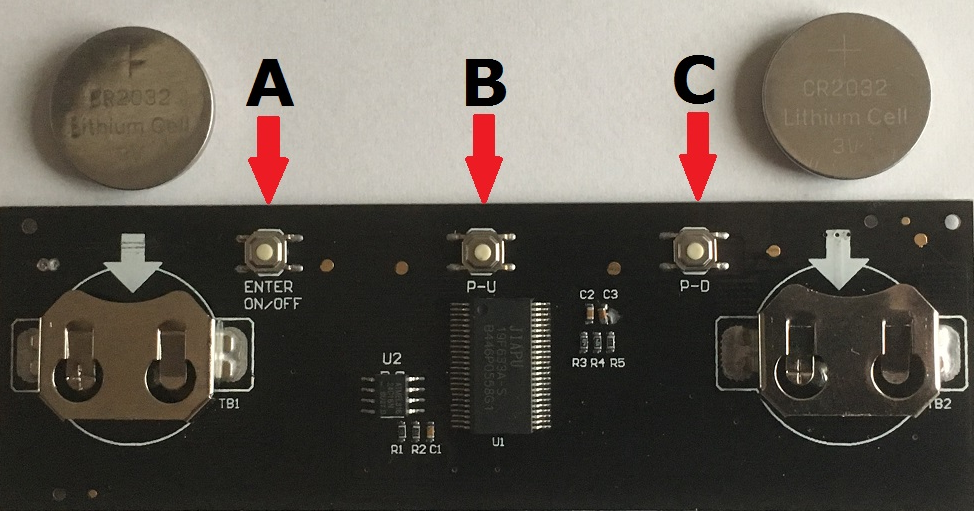 A
B
C
CR2032
Lithium Cell
CR2032
Lithium Cell
30
ENTER
ON/OFF
P-U
P-D
C2 C3
R3 R4 R5
U2
TB1
TB2
R1 R2 C1
U1